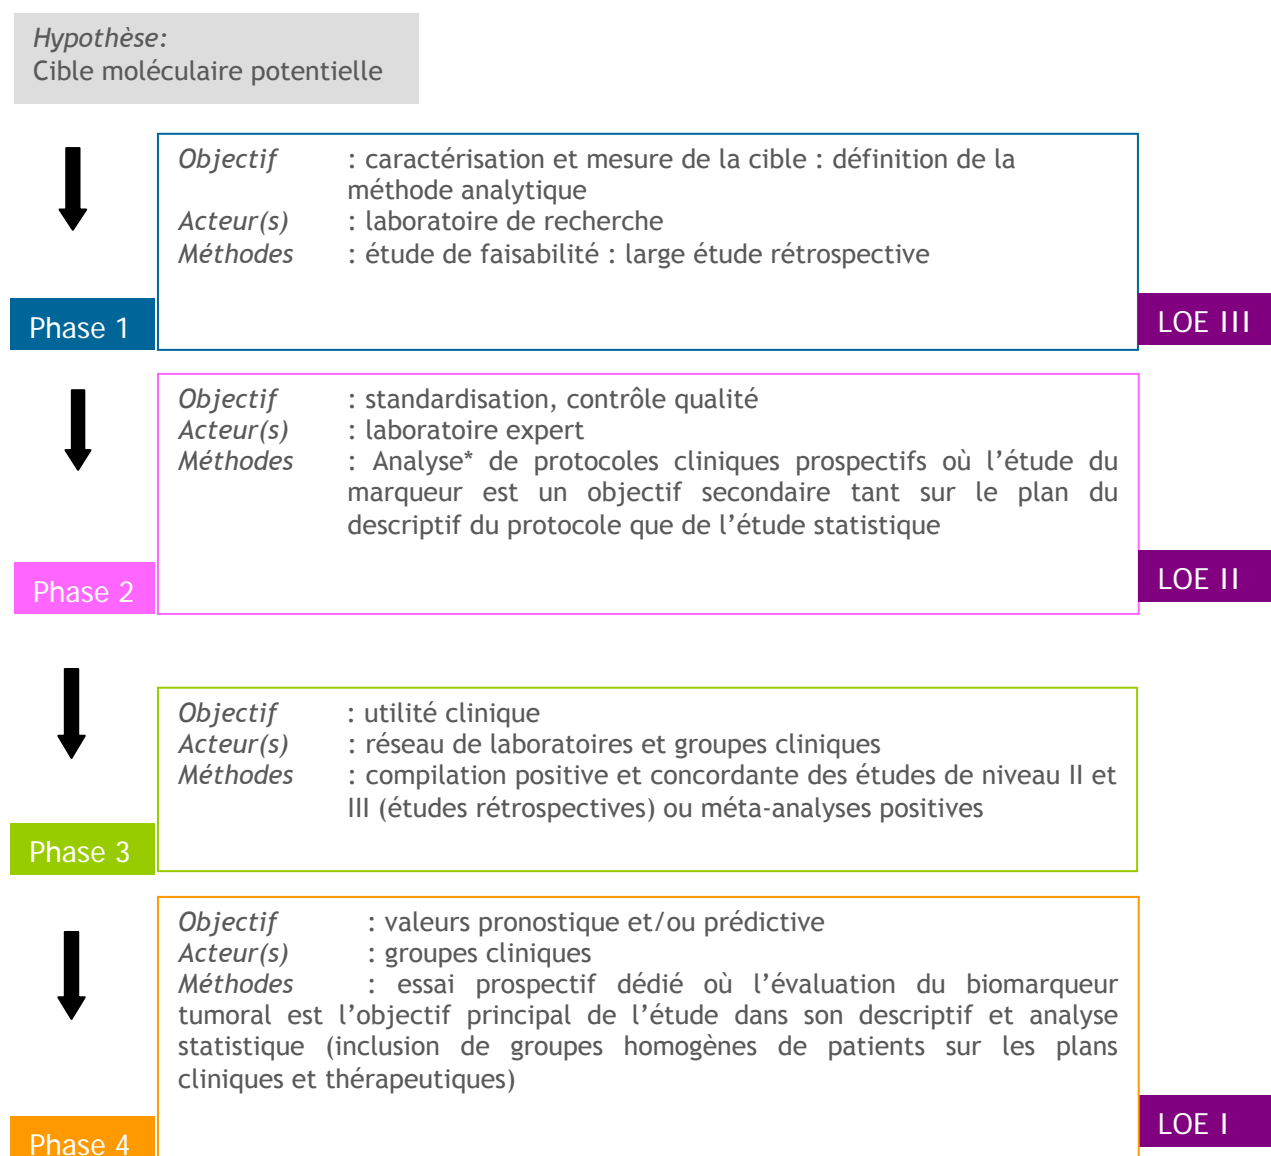 Hypothèse:
Cible moléculaire potentielle
Objectif : caractérisation et mesure de la cible : définition de la
méthode analytique
Acteur(s) : laboratoire de recherche
Méthodes : étude de faisabilité : large étude rétrospective
Phase 1
LOE III
Objectif : standardisation, contrôle qualité
Acteur(s) : laboratoire expert
Méthodes : Analyse* de protocoles cliniques prospectifs où l’étude du
marqueur est un objectif secondaire tant sur le plan du
descriptif du protocole que de l’étude statistique
Phase 2
LOE II
Objectif : utilité clinique
Acteur(s) : réseau de laboratoires et groupes cliniques
Méthodes : compilation positive et concordante des études de niveau II et
III (études rétrospectives) ou méta-analyses positives
Phase 3
Objectif : valeurs pronostique et/ou prédictive
Acteur(s) : groupes cliniques
Méthodes : essai prospectif dédié où l’évaluation du biomarqueur
tumoral est l’objectif principal de l’étude dans son descriptif et analyse
statistique (inclusion de groupes homogènes de patients sur les plans
cliniques et thérapeutiques)
Phase 4
LOE I